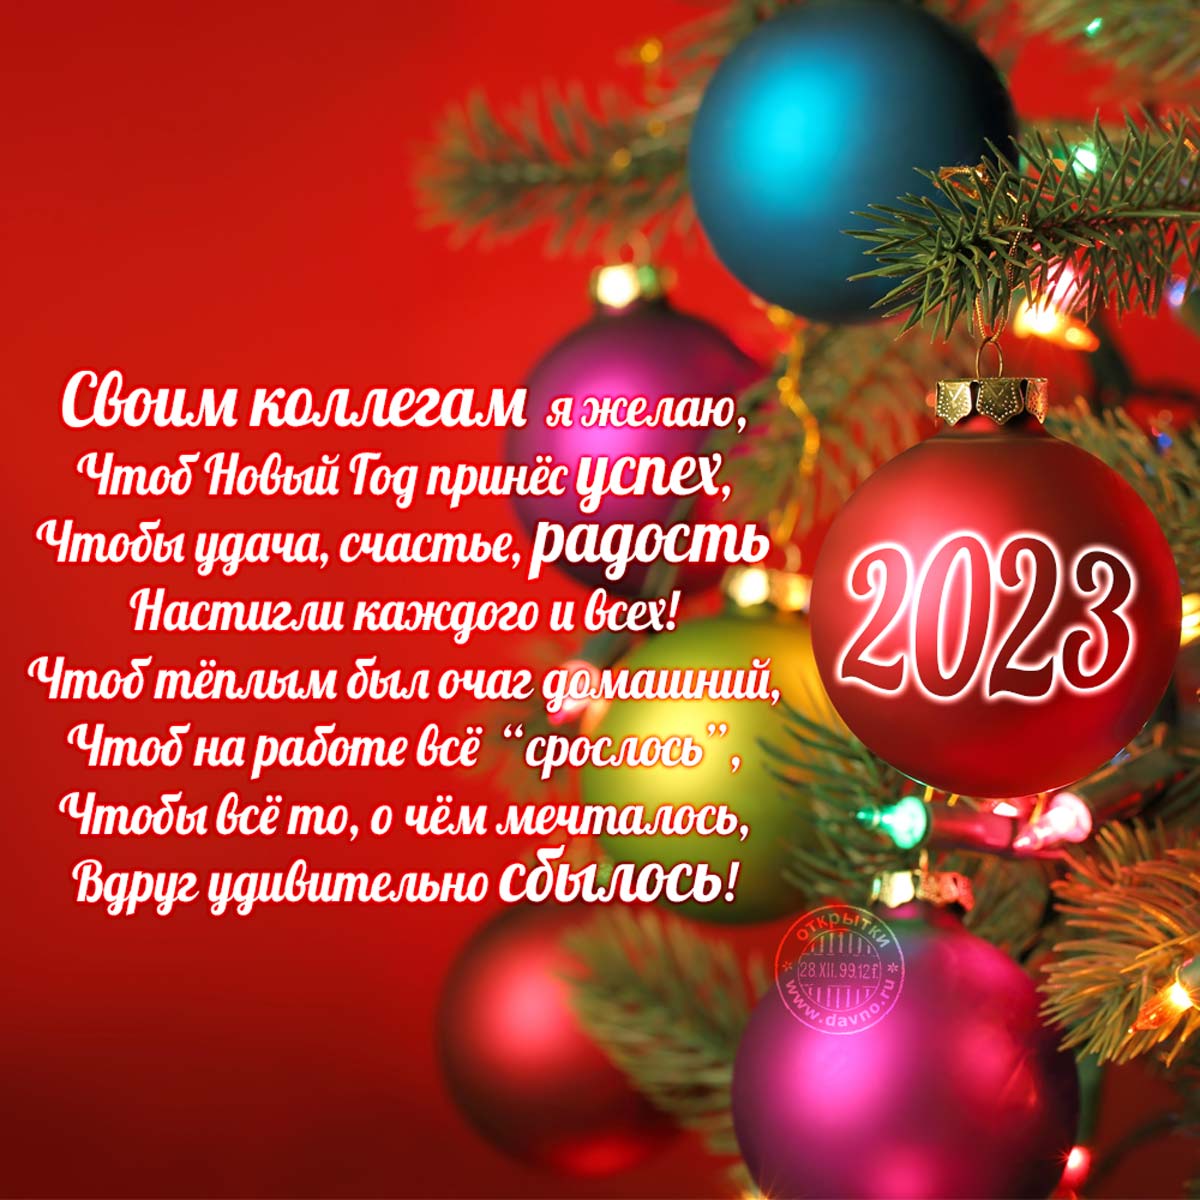 Своим коллегам я желаю,
Чтоб Новый Год принёс успех,
Чтобы удача, счастье, радость
Настигли каждого и всех!
Чтоб тёплым был очаг домашний,
Чтоб на работе всё “срослось”,
Чтобы всё то, о чём мечталось,
Вдруг удивительно сбылось!
2023
открытки
28.XII.99.12 г.
www.davno.ru